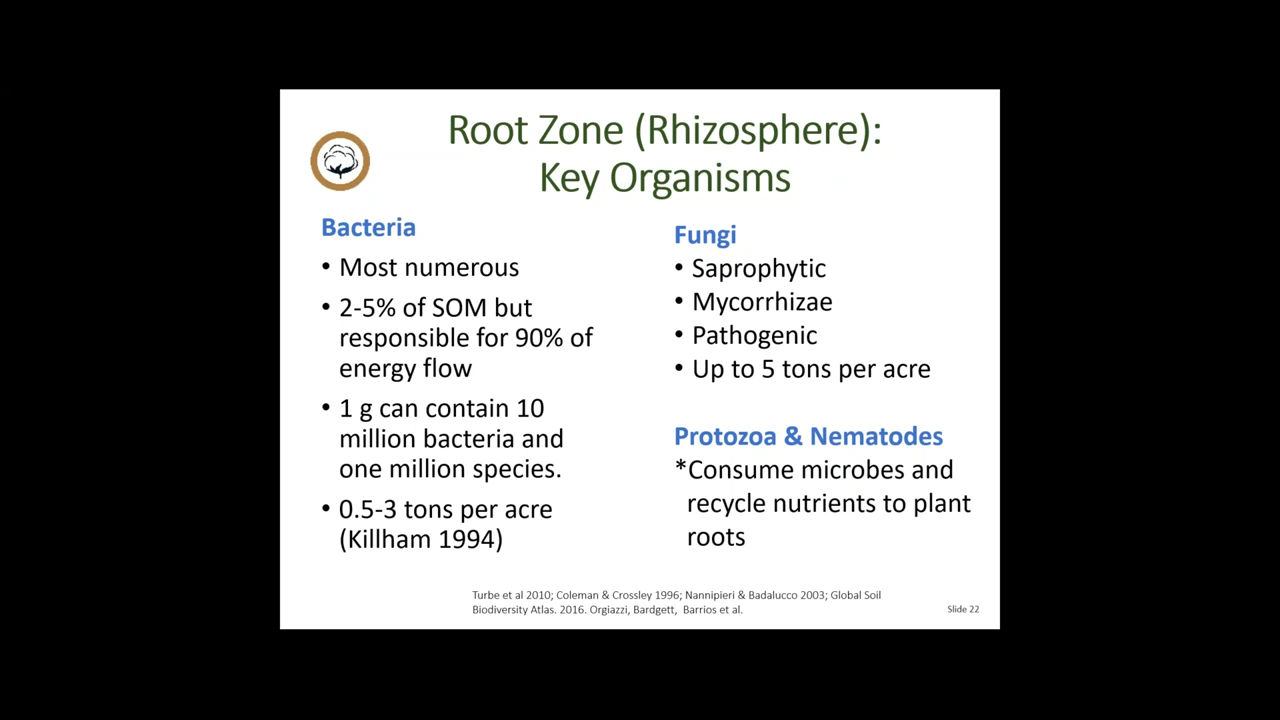 Root Zone (Rhizosphere):
Key Organisms
Bacteria
• Most numerous
• 2-5% of SOM but
responsible for 90% of
energy flow
• 1 g can contain 10
million bacteria and
one million species.
• 0.5-3 tons per acre
(Killham 1994)
Fungi
• Saprophytic
• Mycorrhizae
• Pathogenic
• Up to 5 tons per acre
Protozoa & Nematodes
*Consume microbes and
recycle nutrients to plant
roots
Turbe et al 2010; Coleman & Crossley 1996; Nannipieri & Badalucco 2003; Global Soil
Biodiversity Atlas. 2016. Orgiazzi, Bardgett, Barrios et al.
Slide 22